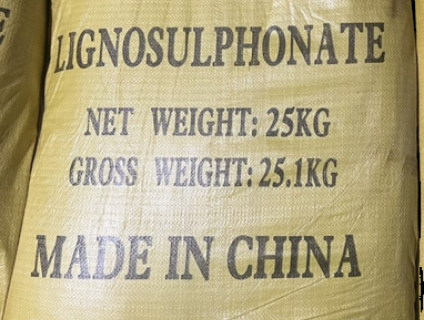 LIGNOSULPHONATE
NET WEIGHT: 25KG
GROSS WEIGHT: 25.1KG
MADE IN CHINA